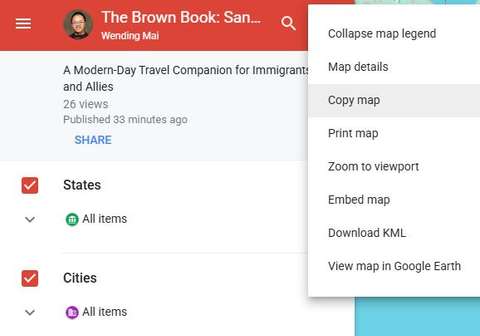 The Brown Book: San...
Wending Mai
A Modern-Day Travel Companion for Immigrants
and Allies
26 views
Published 33 minutes ago
SHARE
States
All items
Cities
All items
Collapse map legend
Map details
Copy map
Print map
Zoom to viewport
Embed map
Download KML
View map in Google Earth